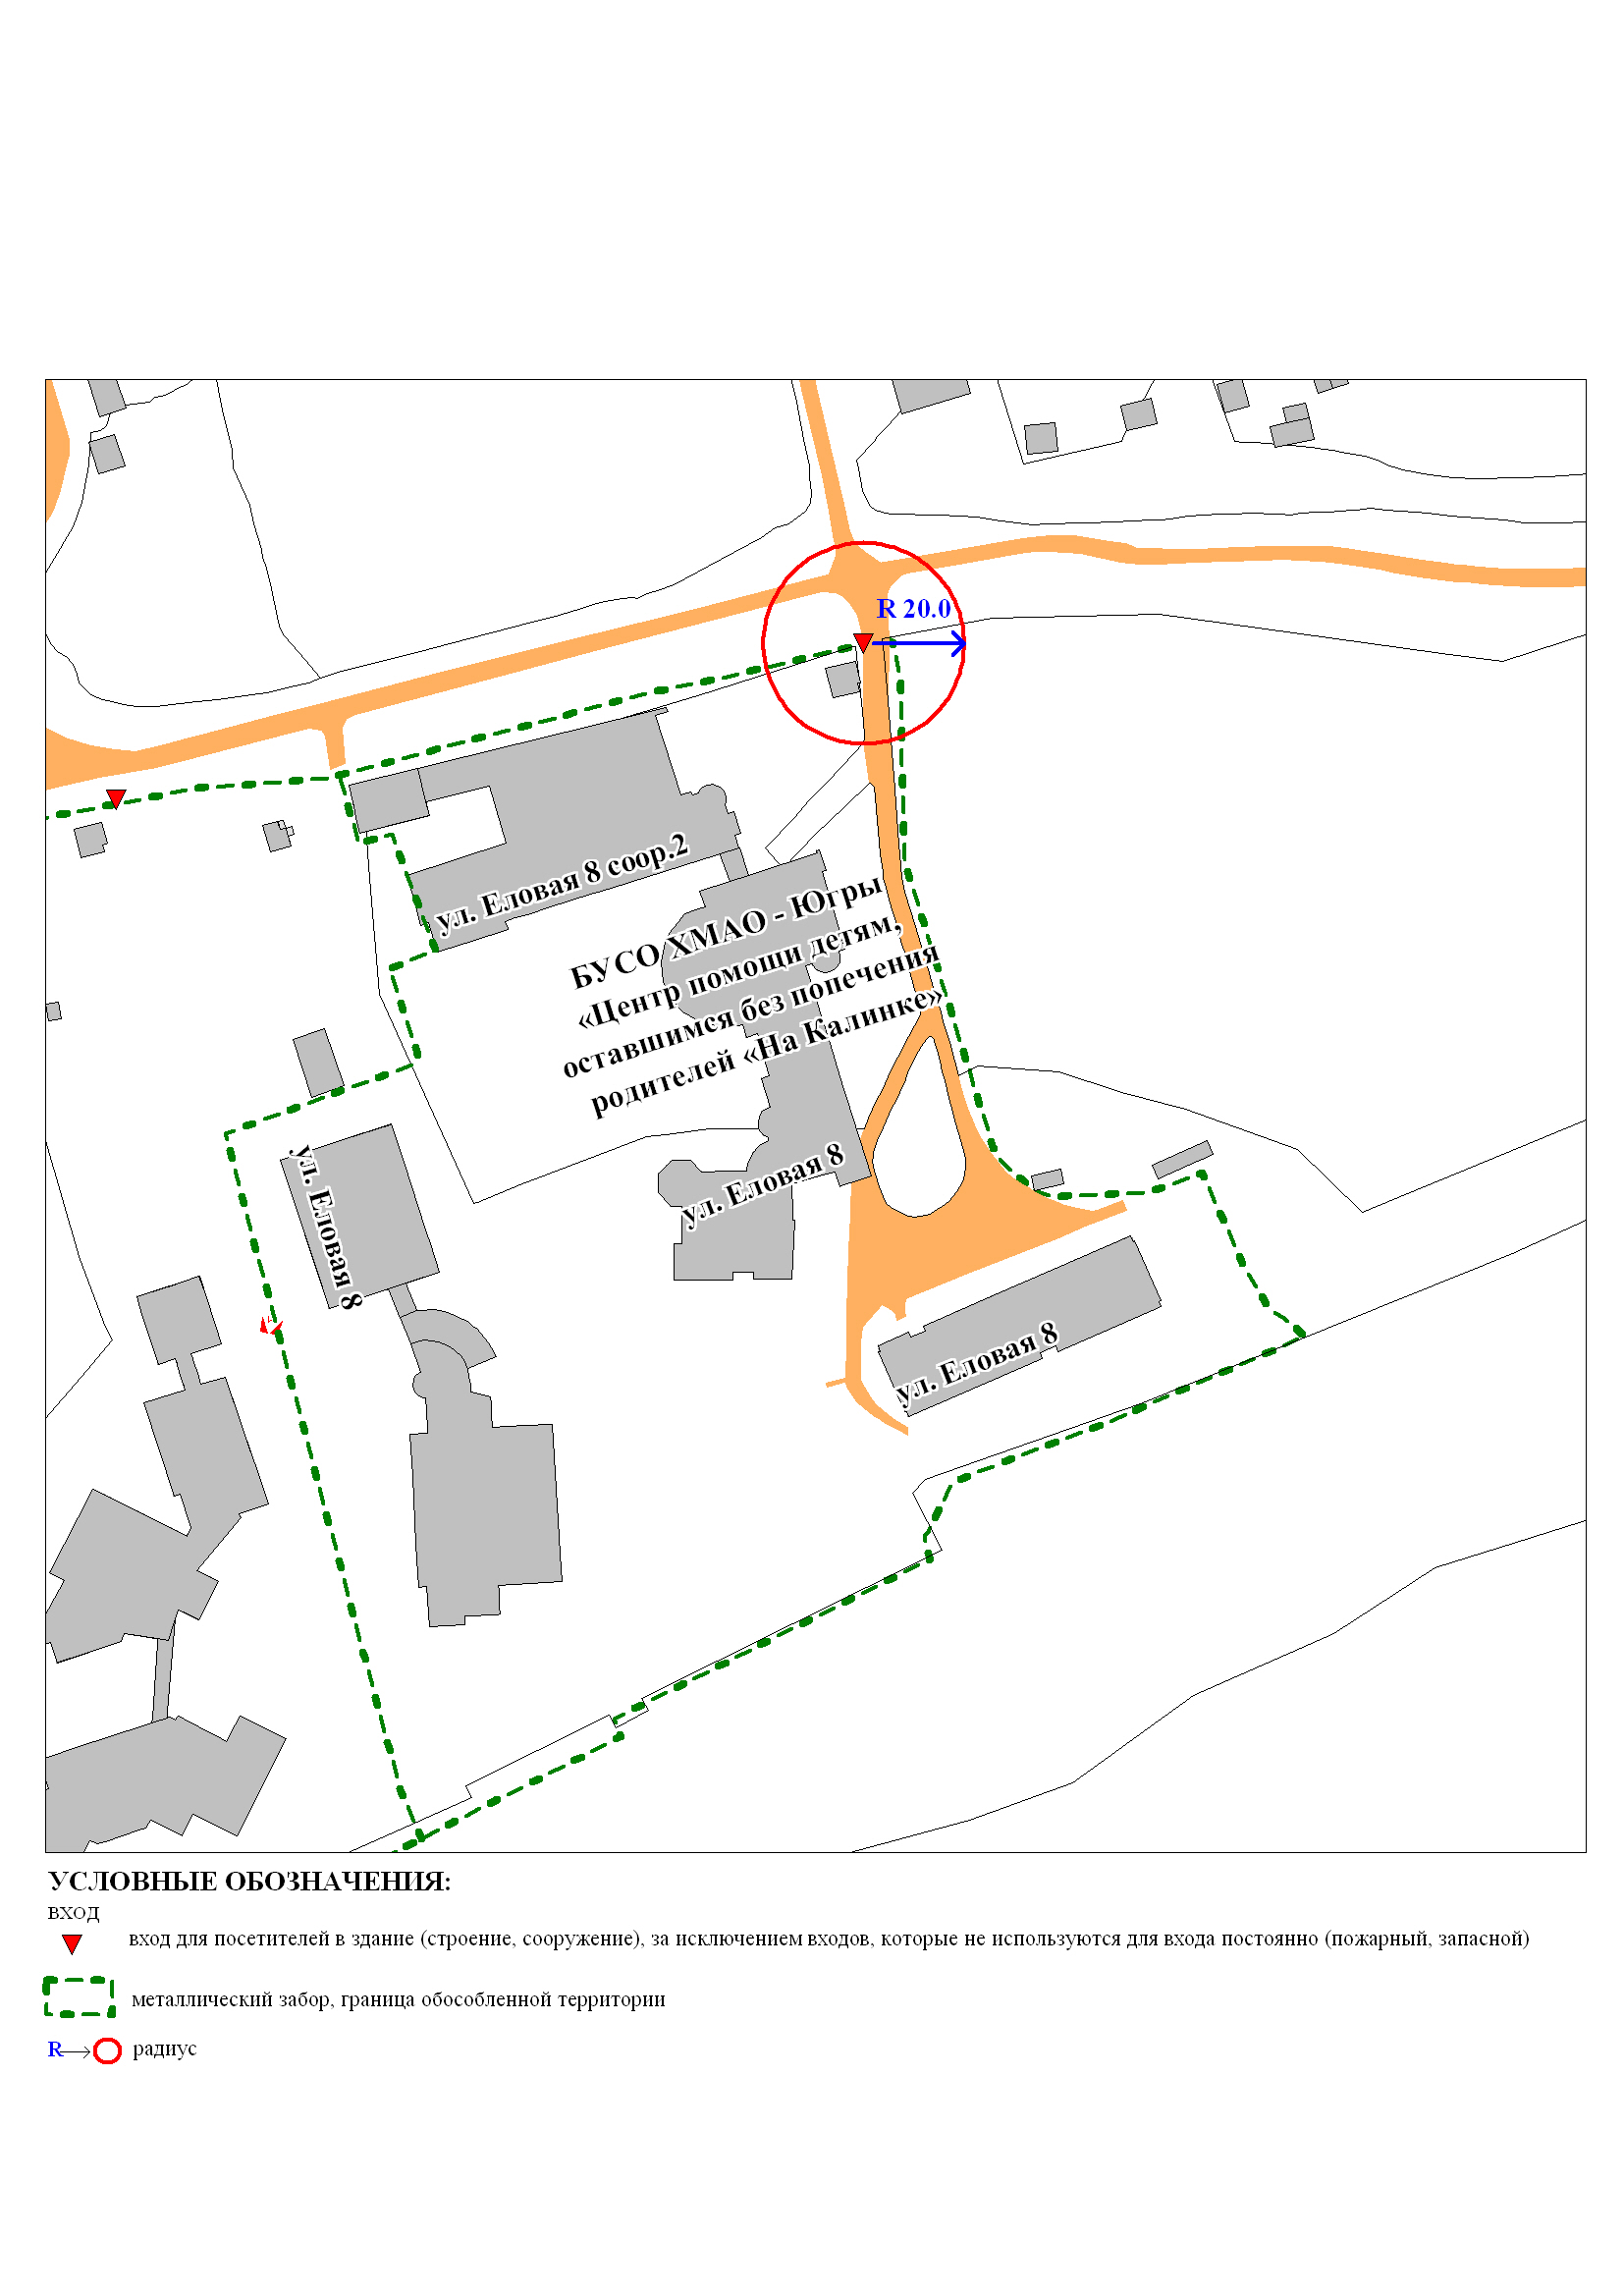 R 20.0
ул. Еловая 8 соор.2
БУСО ХМАО - Югры
«Центр помощи детям,
оставшимся без попечения
родителей «На Калинке»
ул. Еловая 8
ул. Еловая 8
ул. Еловая 8
УСЛОВНЫЕ ОБОЗНАЧЕНИЯ:
ВХОД
вход для посетителей в здание (строение, сооружение), за исключением входов, которые не используются для входа постоянно (пожарный, запасной)
металлический забор, граница обособленной территории
R радиус